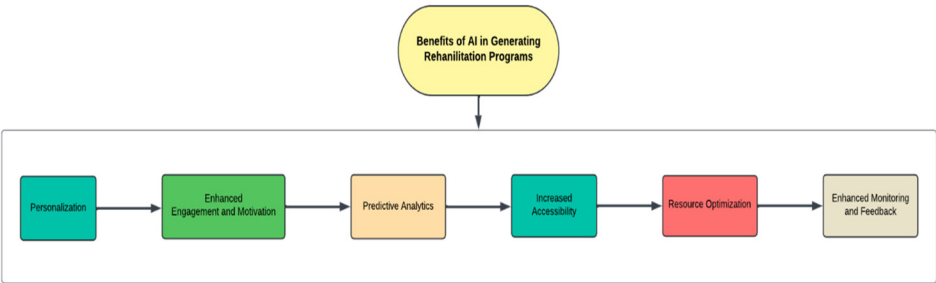 Benefits of AI in Generating
Rehanilitation Programs
Personalization
Enhanced
Engagement and Motivation
Predictive Analytics
Increased
Accessibility
Resource Optimization
Enhanced Monitoring
and Feedback